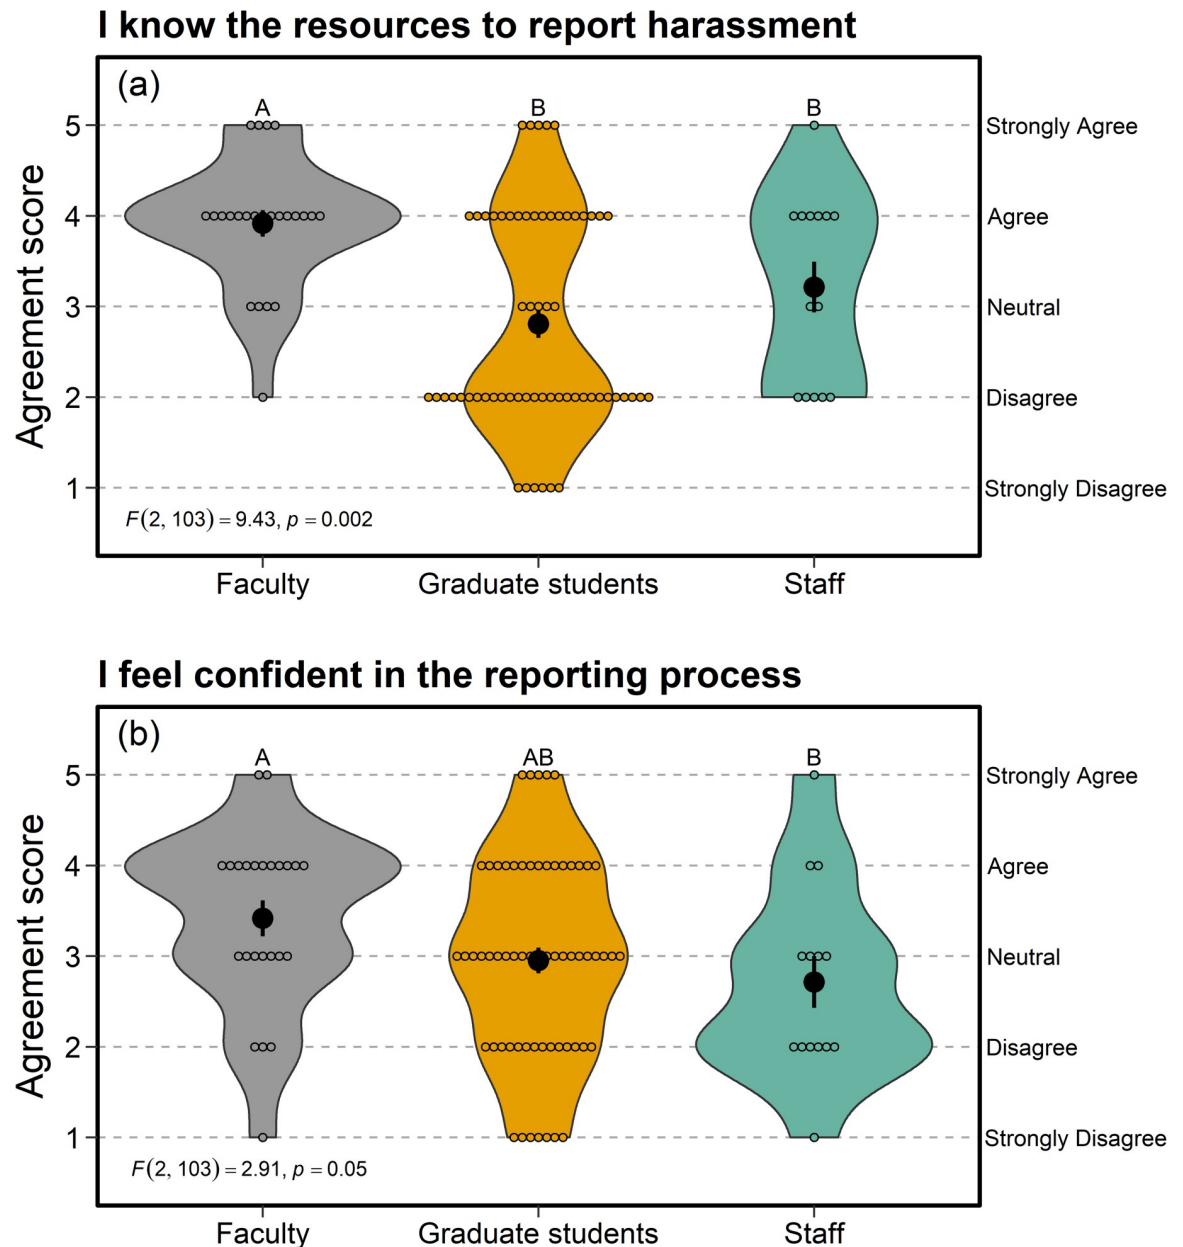 I know the resources to report harassment
(a)
A B B
5 Strongly Agree
4 Agree
3 Neutral
2 Disagree
1 Strongly Disagree
Agreement score
F(2, 103) = 9.43, p = 0.002
Faculty Graduate students Staff
I feel confident in the reporting process
(b)
A AB B
5 Strongly Agree
4 Agree
3 Neutral
2 Disagree
1 Strongly Disagree
Agreement score
F(2, 103) = 2.91, p = 0.05
Faculty Graduate students Staff